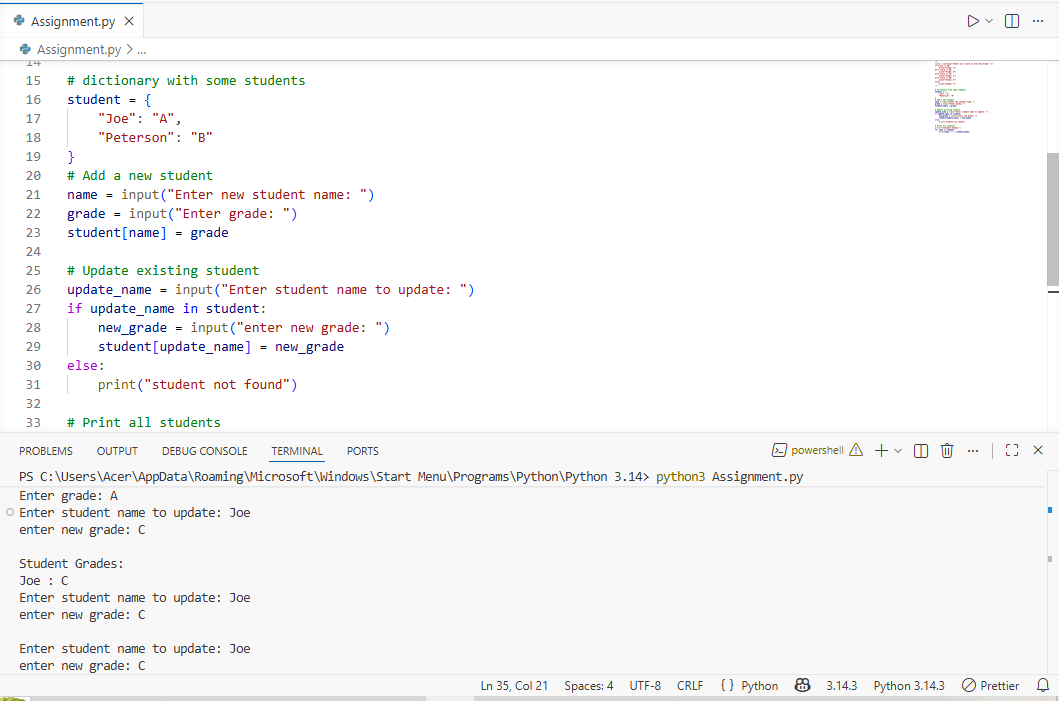 Assignment.py
Assignment.py > ...
14
15 # dictionary with some students
16 student = {
17     "Joe": "A",
18     "Peterson": "B"
19 }
20 # Add a new student
21 name = input("Enter new student name: ")
22 grade = input("Enter grade: ")
23 student[name] = grade
24
25 # Update existing student
26 update_name = input("Enter student name to update: ")
27 if update_name in student:
28     new_grade = input("enter new grade: ")
29     student[update_name] = new_grade
30 else:
31     print("student not found")
32
33 # Print all students
PROBLEMS OUTPUT DEBUG CONSOLE TERMINAL PORTS powershell
PS C:\Users\Acer\AppData\Roaming\Microsoft\Windows\Start Menu\Programs\Python\Python 3.14> python3 Assignment.py
Enter grade: A
Enter student name to update: Joe
enter new grade: C

Student Grades:
Joe : C
Enter student name to update: Joe
enter new grade: C

Enter student name to update: Joe
enter new grade: C
Ln 35, Col 21 Spaces: 4 UTF-8 CRLF { } Python 3.14.3 Python 3.14.3 Prettier